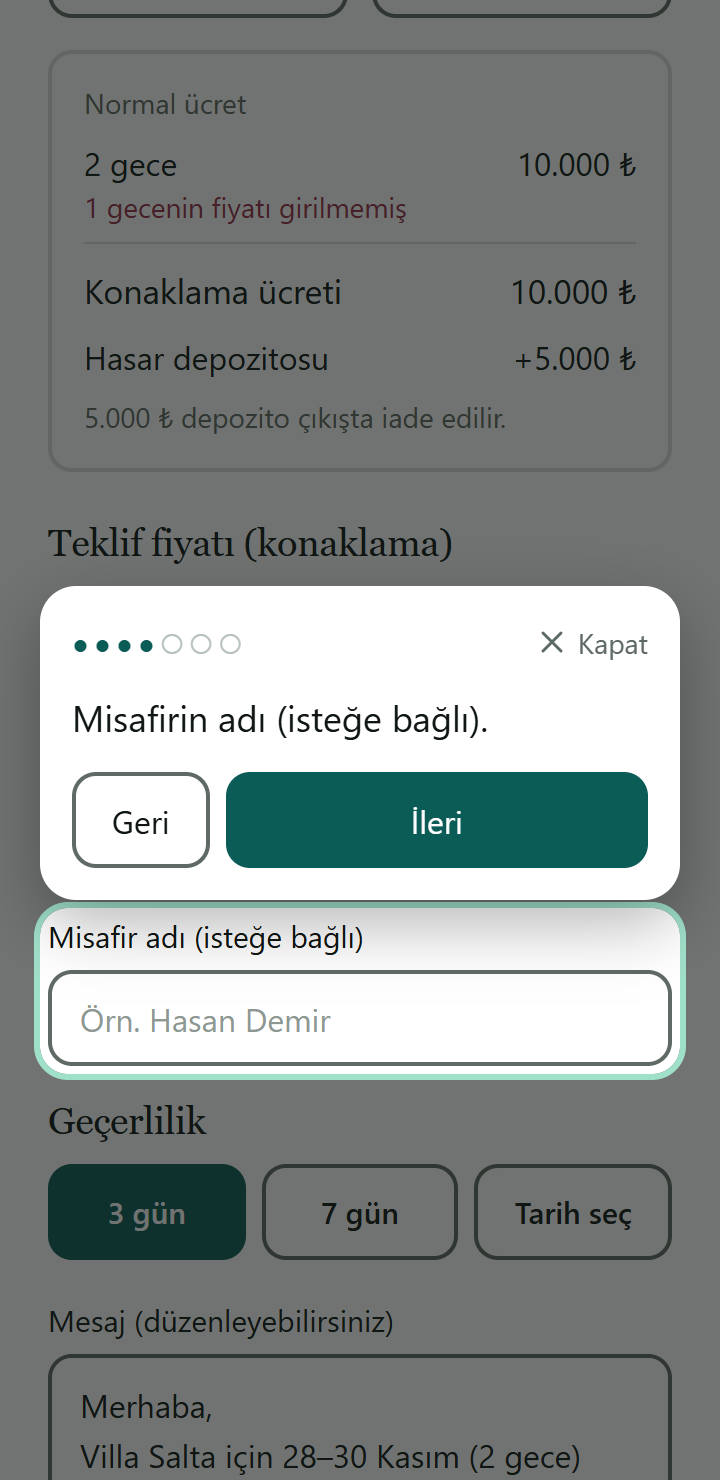 Normal ücret
2 gece 10.000 ₺
1 gecenin fiyatı girilmemiş
Konaklama ücreti 10.000 ₺
Hasar depozitosu +5.000 ₺
5.000 ₺ depozito çıkışta iade edilir.
Teklif fiyatı (konaklama)
Kapat
Misafirin adı (isteğe bağlı).
Geri İleri
Misafir adı (isteğe bağlı)
Örn. Hasan Demir
Geçerlilik
3 gün 7 gün Tarih seç
Mesaj (düzenleyebilirsiniz)
Merhaba,
Villa Salta için 28–30 Kasım (2 gece)